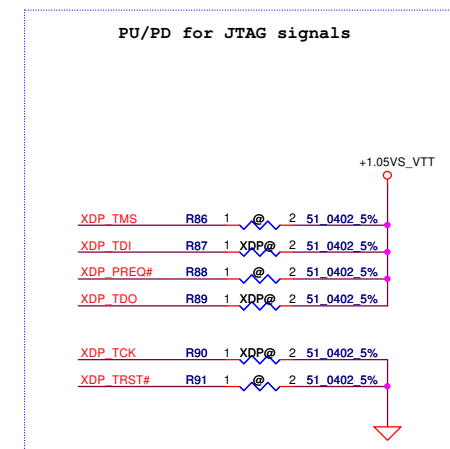 PU/PD for JTAG signals
+1.05VS_VTT
XDP_TMS R86 1 @ 2 51_0402_5%
XDP_TDI R87 1 XDP@ 2 51_0402_5%
XDP_PREQ# R88 1 @ 2 51_0402_5%
XDP_TDO R89 1 XDP@ 2 51_0402_5%
XDP_TCK R90 1 XDP@ 2 51_0402_5%
XDP_TRST# R91 1 @ 2 51_0402_5%